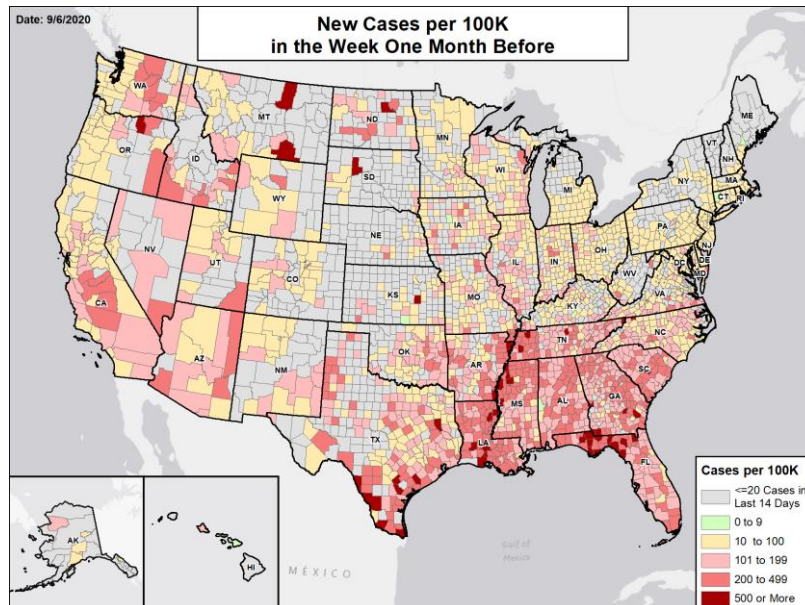 Date: 9/6/2020
New Cases per 100K
in the Week One Month Before
WA
MT
ND
MN
ME
VT
NH
OR
ID
SD
WI
MI
NY
MA
CT
RI
WY
IA
PA
NJ
NV
NE
IL
IN
OH
DE
MD
DC
UT
CO
WV
VA
CA
KS
MO
KY
NC
AZ
NM
OK
AR
TN
SC
TX
MS
AL
GA
LA
FL
AK
HI
MÉXICO
Gulf of
Mexico
Cases per 100K
<=20 Cases in
Last 14 Days
0 to 9
10 to 100
101 to 199
200 to 499
500 or More